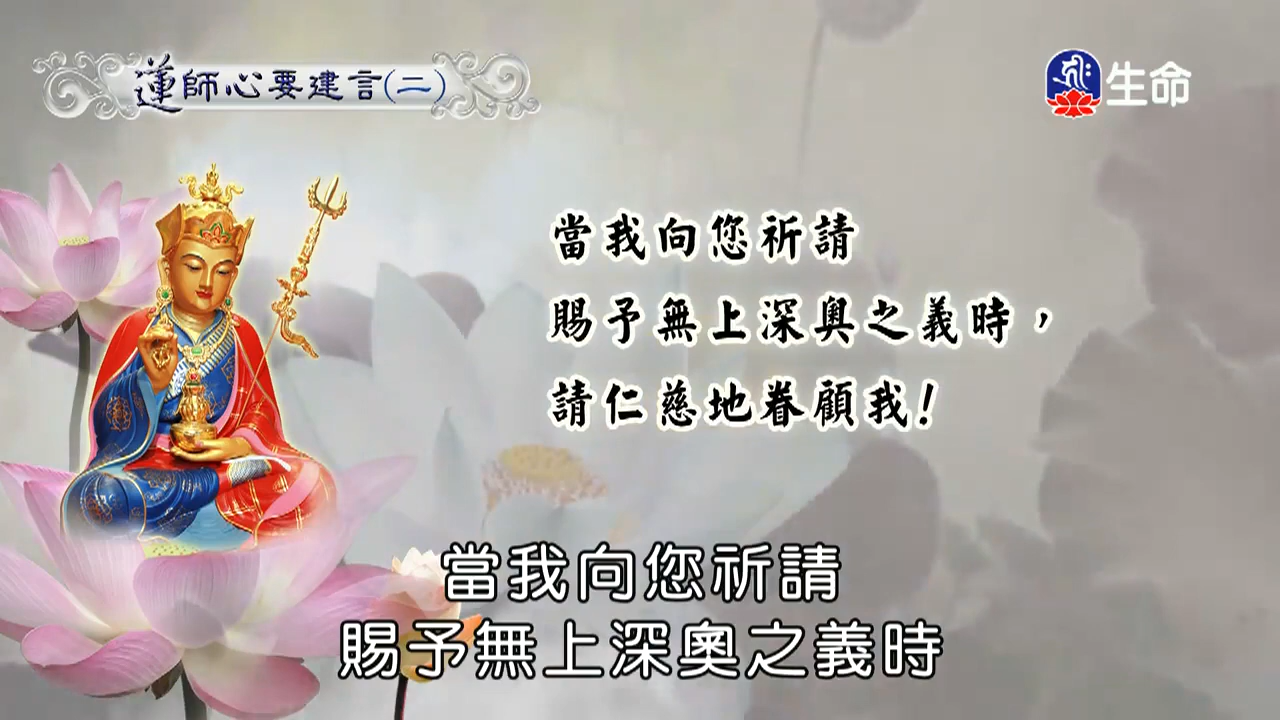 蓮師心要建言(二)
生命
當我向您祈請
賜予無上深奧之義時，
請仁慈地眷顧我!
當我向您祈請
賜予無上深奧之義時